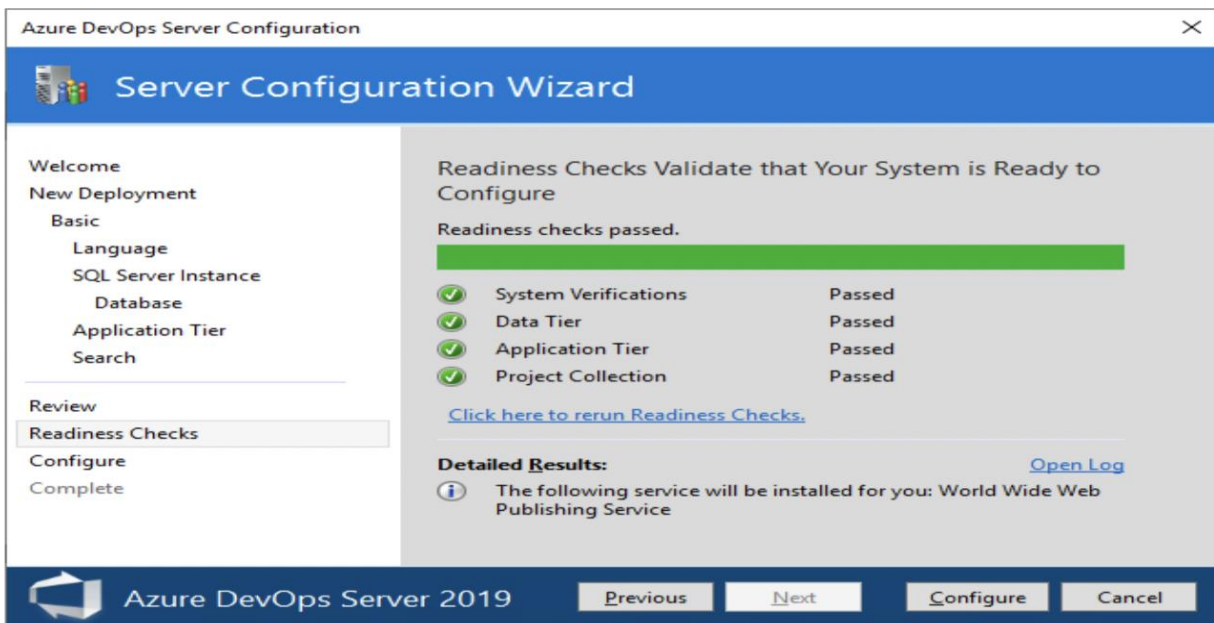 Azure DevOps Server Configuration
Server Configuration Wizard
Welcome
New Deployment
Basic
Language
SQL Server Instance
Database
Application Tier
Search
Review
Readiness Checks
Configure
Complete
Readiness Checks Validate that Your System is Ready to
Configure
Readiness checks passed.
System Verifications Passed
Data Tier Passed
Application Tier Passed
Project Collection Passed
Click here to rerun Readiness Checks.
Detailed Results: Open Log
The following service will be installed for you: World Wide Web
Publishing Service
Azure DevOps Server 2019
Previous Next Configure Cancel